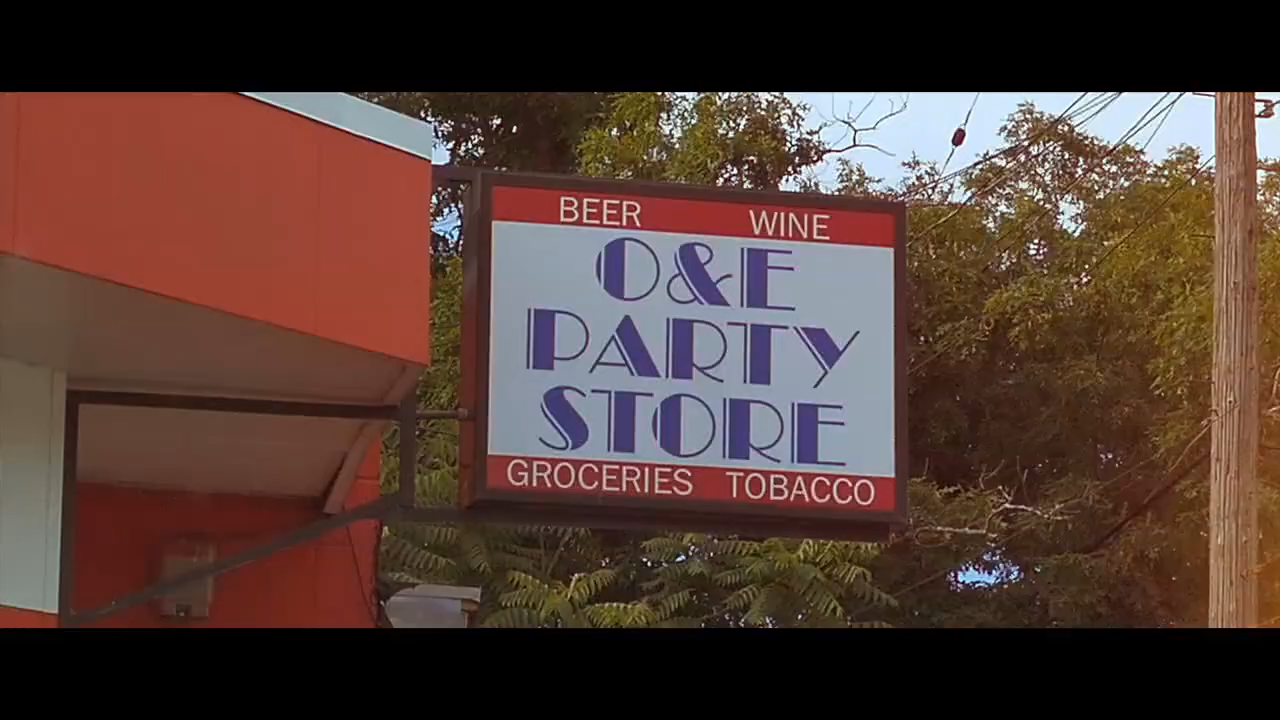 BEER WINE
O&E
PARTY
STORE
GROCERIES TOBACCO